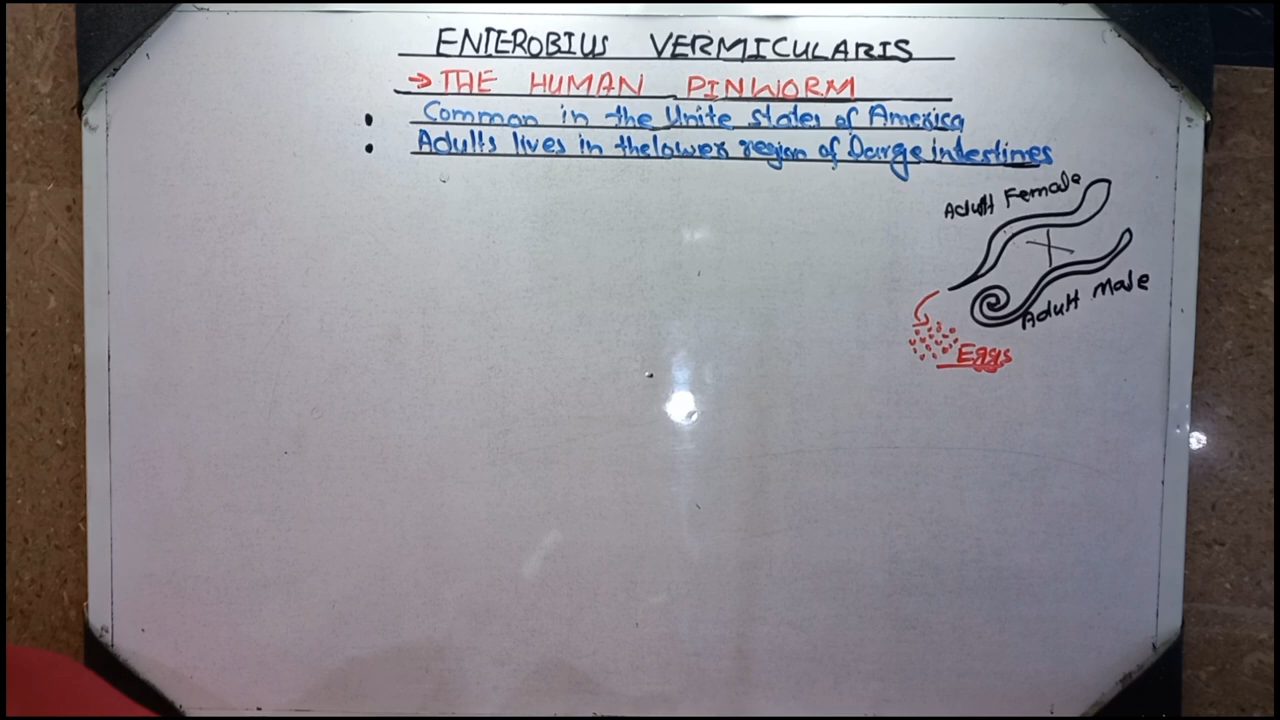 ENTEROBIUS VERMICULARIS
→ THE HUMAN PINWORM
• Common in the Unite states of America
• Adults lives in the lower region of Large intestines
Adult Female
Adult Male
Eggs